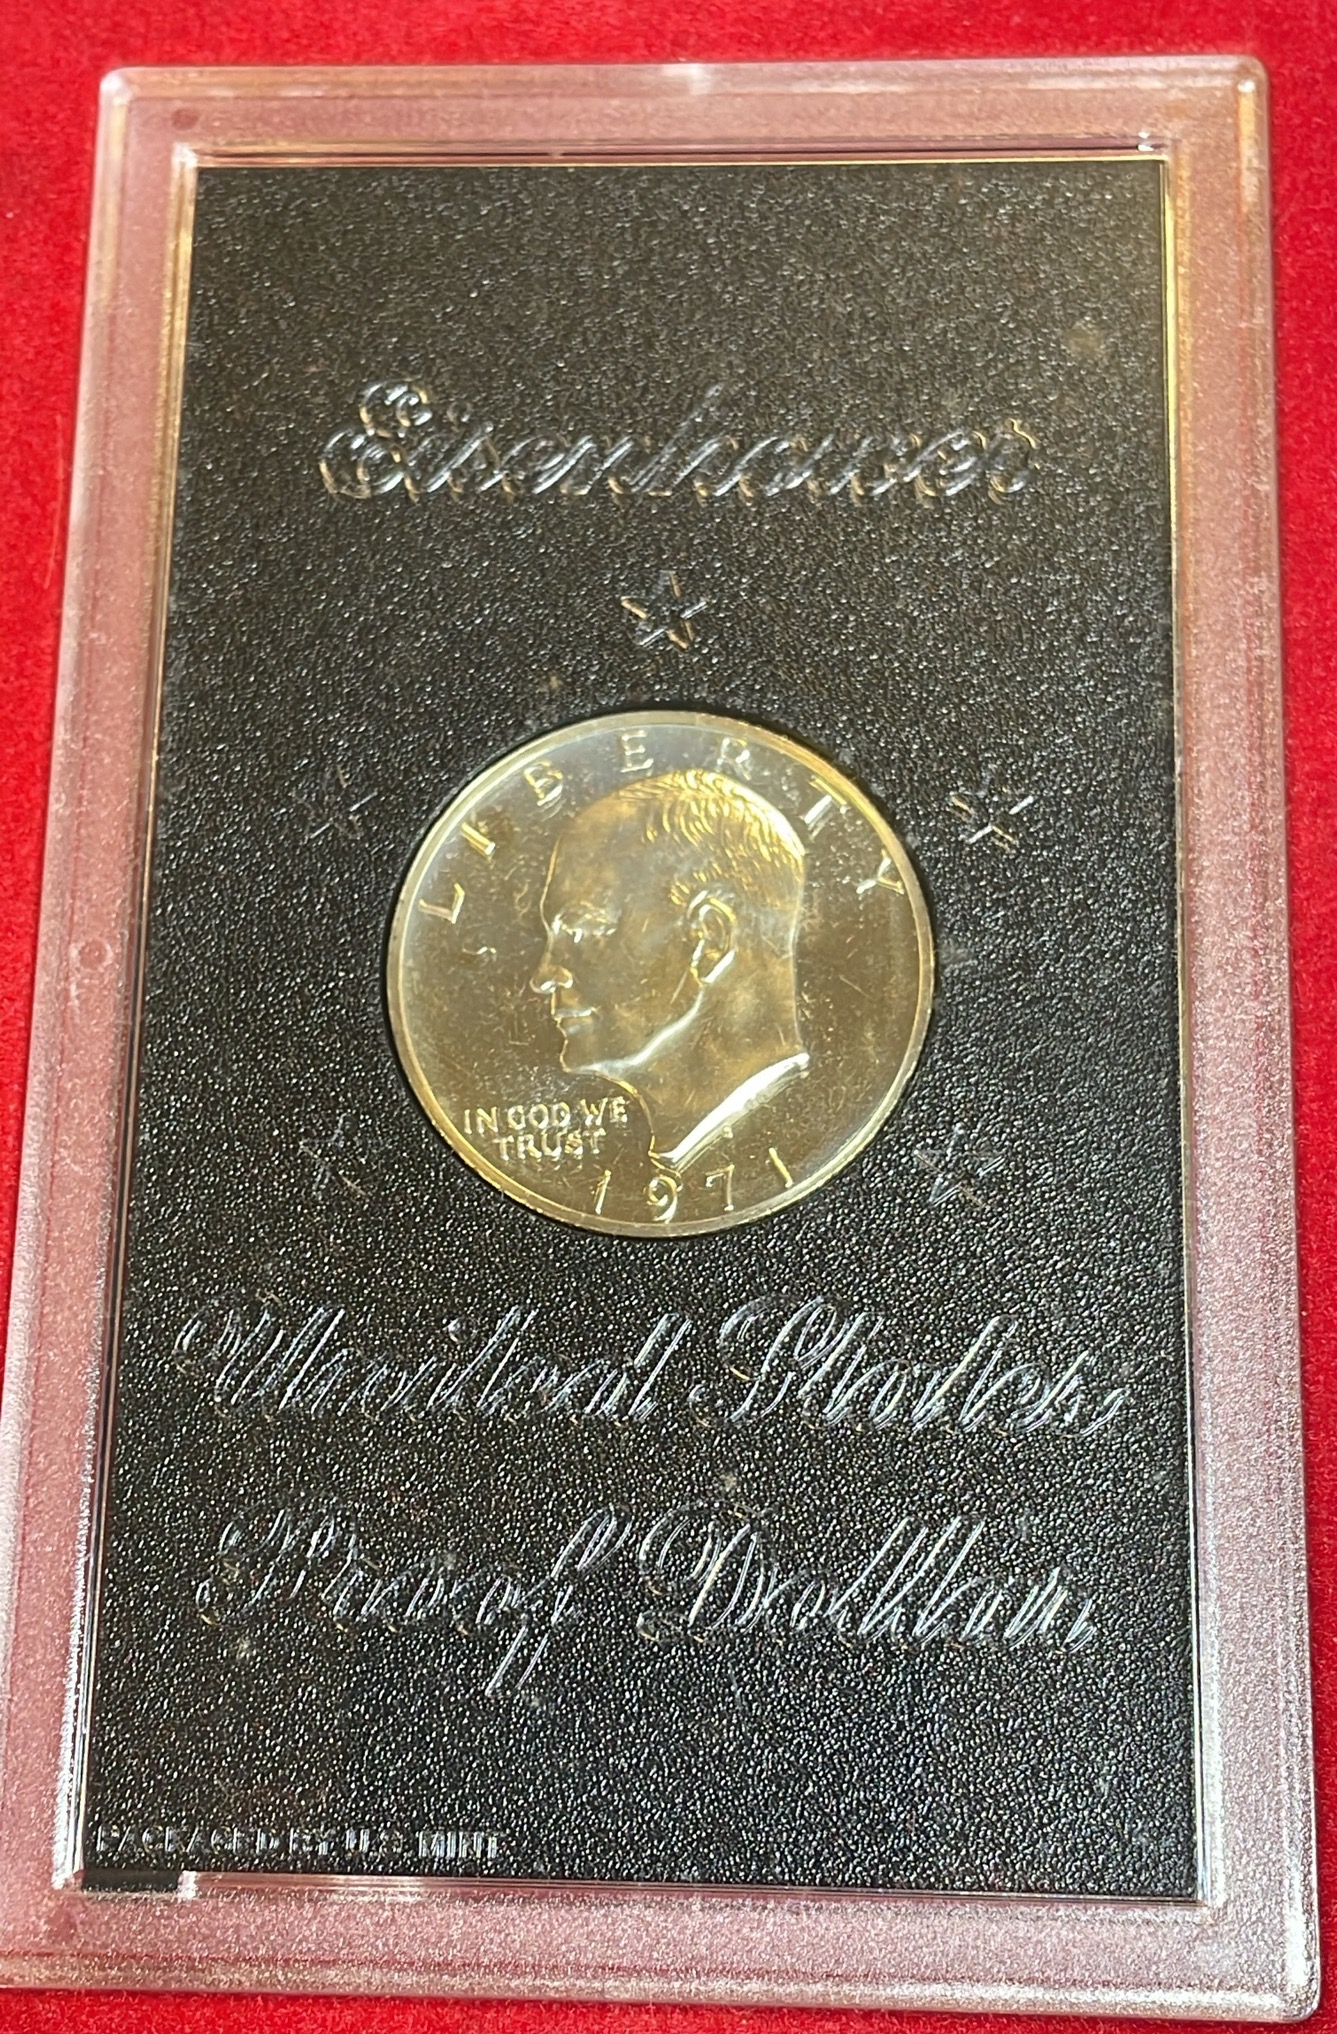 Eisenhower
LIBERTY
IN GOD WE
TRUST
1971
United States
Proof Dollar
PACKAGED BY U.S. MINT